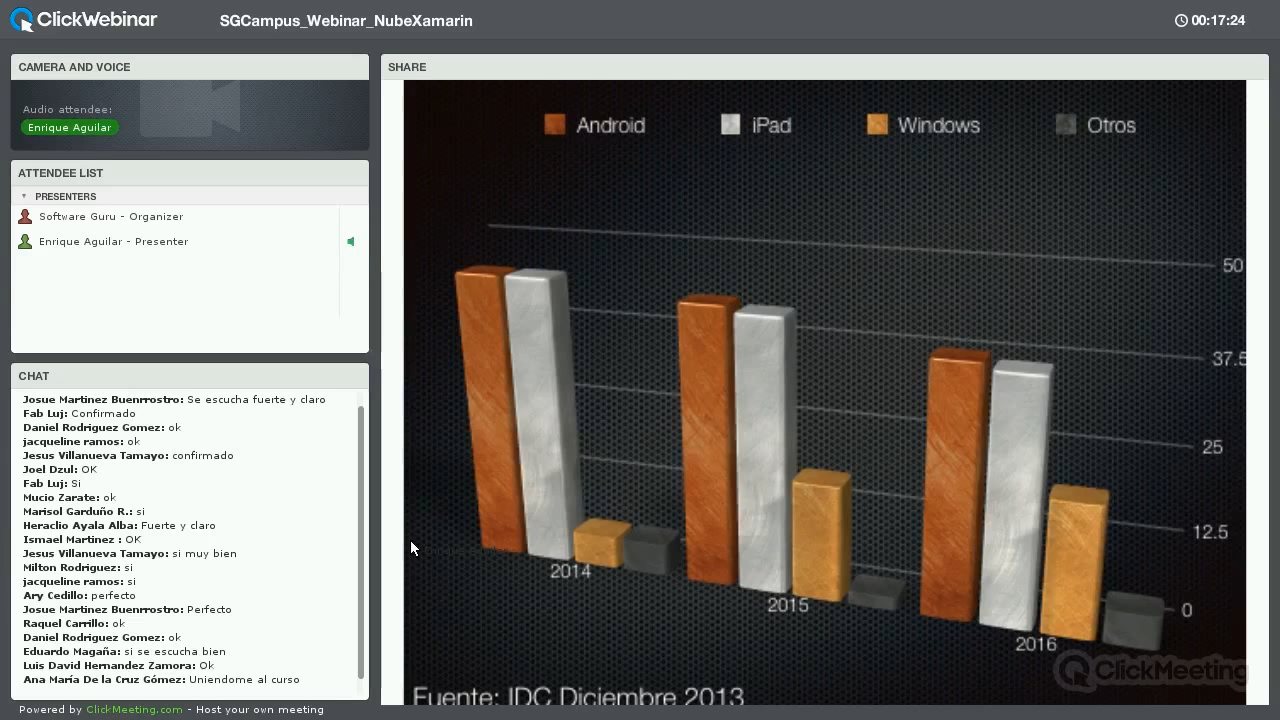 ClickWebinar
SGCampus_Webinar_NubeXamarin
00:17:24
CAMERA AND VOICE
Audio attendee:
Enrique Aguilar
ATTENDEE LIST
PRESENTERS
Software Guru - Organizer
Enrique Aguilar - Presenter
CHAT
Josue Martinez Buenrrostro: Se escucha fuerte y claro
Fab Luj: Confirmado
Daniel Rodriguez Gomez: ok
jacqueline ramos: ok
Jesus Villanueva Tamayo: confirmado
Joel Dzul: OK
Fab Luj: Si
Mucio Zarate: ok
Marisol Garduño R.: si
Heraclio Ayala Alba: Fuerte y claro
Ismael Martinez : OK
Jesus Villanueva Tamayo: si muy bien
Milton Rodriguez: si
jacqueline ramos: si
Ary Cedillo: perfecto
Josue Martinez Buenrrostro: Perfecto
Raquel Carrillo: ok
Daniel Rodriguez Gomez: ok
Eduardo Magaña: si se escucha bien
Luis David Hernandez Zamora: Ok
Ana María De la Cruz Gómez: Uniendome al curso
Powered by ClickMeeting.com - Host your own meeting
SHARE
Android
iPad
Windows
Otros
50
37.5
25
12.5
0
2014
2015
2016
Fuente: IDC Diciembre 2013
ClickMeeting